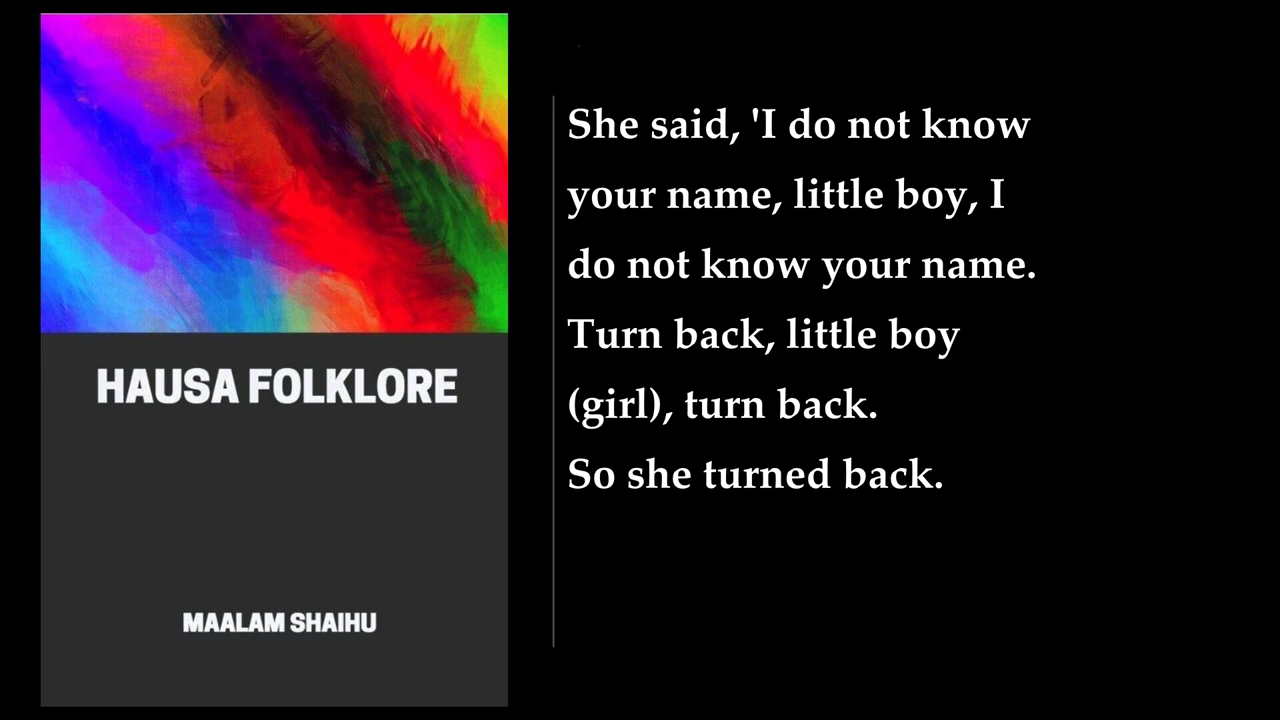 HAUSA FOLKLORE
MAALAM SHAIHU
She said, 'I do not know
your name, little boy, I
do not know your name.
Turn back, little boy
(girl), turn back.
So she turned back.